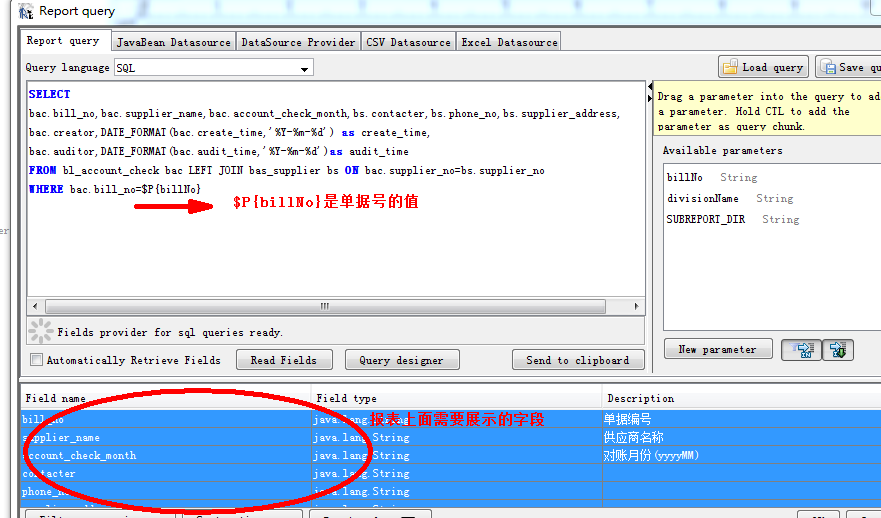 Report query
Report query JavaBean Datasource DataSource Provider CSV Datasource Excel Datasource
Query language SQL Load query Save qu
SELECT
bac.bill_no, bac.supplier_name, bac.account_check_month, bs.contacter, bs.phone_no, bs.supplier_address,
bac.creator, DATE_FORMAT(bac.create_time,'%Y-%m-%d') as create_time,
bac.auditor, DATE_FORMAT(bac.audit_time,'%Y-%m-%d')as audit_time
FROM bl_account_check bac LEFT JOIN bas_supplier bs ON bac.supplier_no=bs.supplier_no
WHERE bac.bill_no=$P{billNo}
$P{billNo}是单据号的值
Drag a parameter into the query to ad
a parameter. Hold CTL to add the
parameter as query chunk.
Available parameters
billNo String
divisionName String
SUBREPORT_DIR String
Fields provider for sql queries ready.
Automatically Retrieve Fields Read Fields Query designer Send to clipboard
New parameter
Field name Field type Description
bill_no java.lang.String 单据编号
报表上面需要展示的字段
supplier_name java.lang.String 供应商名称
account_check_month java.lang.String 对账月份(yyyyMM)
contacter java.lang.String
phone_no java.lang.String